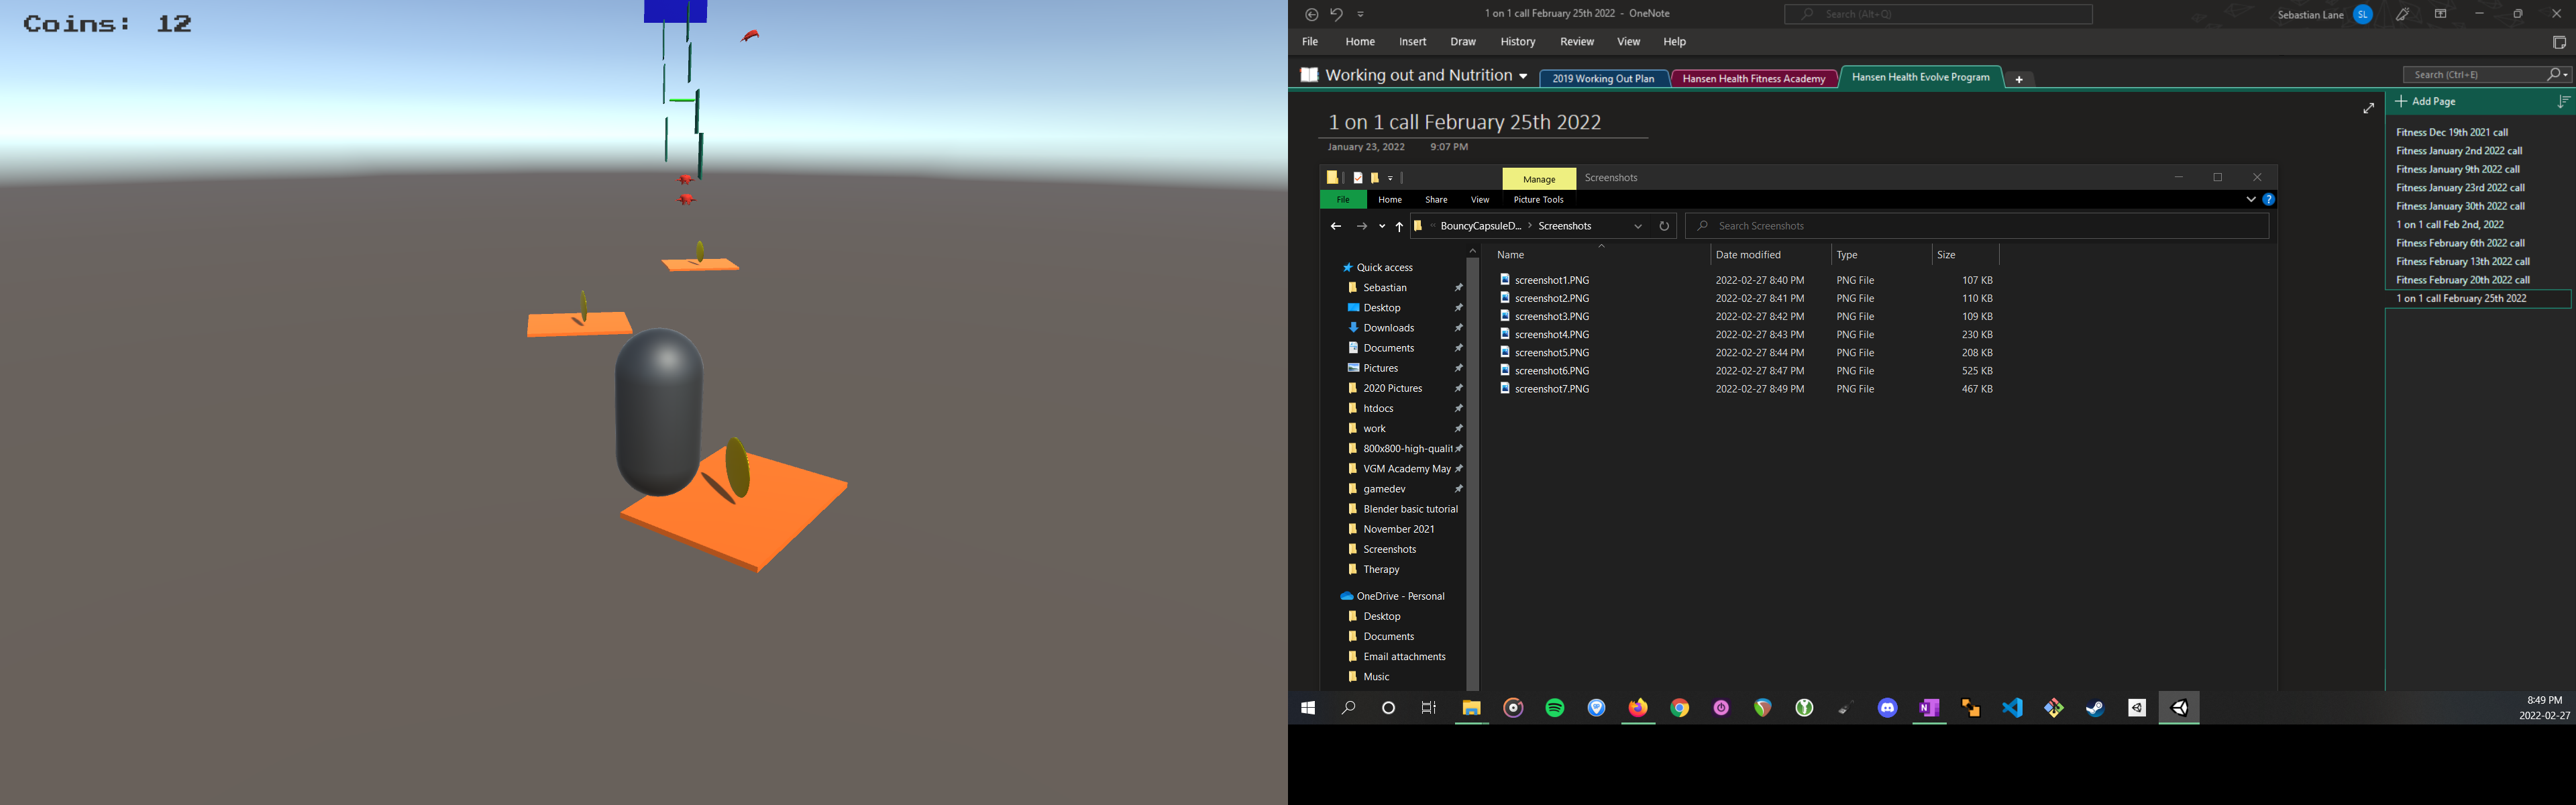 Coins: 12
1 on 1 call February 25th 2022 - OneNote
Search (Alt+Q)
Sebastian Lane
SL
File Home Insert Draw History Review View Help
Working out and Nutrition
2019 Working Out Plan
Hansen Health Fitness Academy
Hansen Health Evolve Program
+
Search (Ctrl+E)
1 on 1 call February 25th 2022
January 23, 2022 9:07 PM
Add Page
Fitness Dec 19th 2021 call
Fitness January 2nd 2022 call
Fitness January 9th 2022 call
Fitness January 23rd 2022 call
Fitness January 30th 2022 call
1 on 1 call Feb 2nd, 2022
Fitness February 6th 2022 call
Fitness February 13th 2022 call
Fitness February 20th 2022 call
1 on 1 call February 25th 2022
Manage
Screenshots
File Home Share View Picture Tools
BouncyCapsuleD... > Screenshots
Search Screenshots
Quick access
Sebastian
Desktop
Downloads
Documents
Pictures
2020 Pictures
htdocs
work
800x800-high-qualit
VGM Academy May
gamedev
Blender basic tutorial
November 2021
Screenshots
Therapy
OneDrive - Personal
Desktop
Documents
Email attachments
Music
Name Date modified Type Size
screenshot1.PNG 2022-02-27 8:40 PM PNG File 107 KB
screenshot2.PNG 2022-02-27 8:41 PM PNG File 110 KB
screenshot3.PNG 2022-02-27 8:42 PM PNG File 109 KB
screenshot4.PNG 2022-02-27 8:43 PM PNG File 230 KB
screenshot5.PNG 2022-02-27 8:44 PM PNG File 208 KB
screenshot6.PNG 2022-02-27 8:47 PM PNG File 525 KB
screenshot7.PNG 2022-02-27 8:49 PM PNG File 467 KB
8:49 PM
2022-02-27